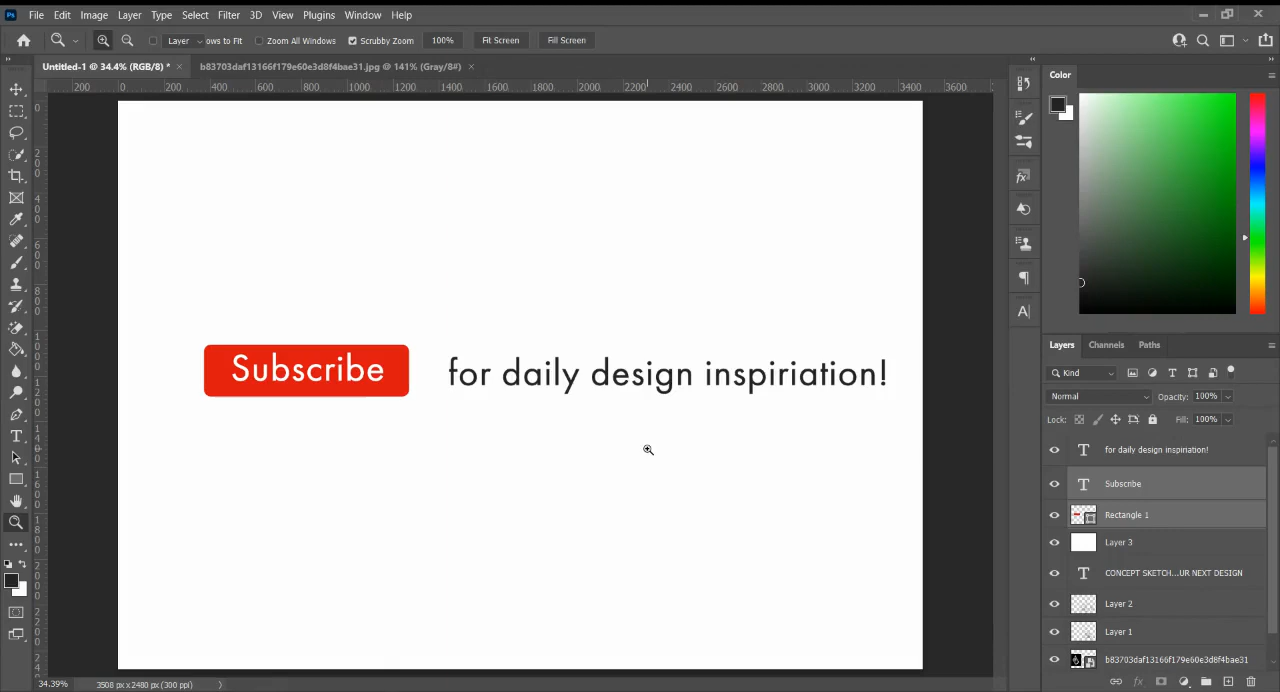 File Edit Image Layer Type Select Filter 3D View Plugins Window Help
Layer ows to Fit Zoom All Windows Scrubby Zoom 100% Fit Screen Fill Screen
Untitled-1 @ 34.4% (RGB/8) * × b83703daf13166f179e60e3d8f4bae31.jpg @ 141% (Gray/8#) ×
200 0 200 400 600 800 1000 1200 1400 1600 1800 2000 2200 2400 2600 2800 3000 3200 3400 3600
Color
Subscribe for daily design inspiriation!
Layers Channels Paths
Kind
Normal Opacity: 100%
Lock: Fill: 100%
for daily design inspiration!
Subscribe
Rectangle 1
Layer 3
CONCEPT SKETCH...UR NEXT DESIGN
Layer 2
Layer 1
b83703daf13166f179e60e3d8f4bae31
34.39% 3508 px x 2480 px (300 ppi)